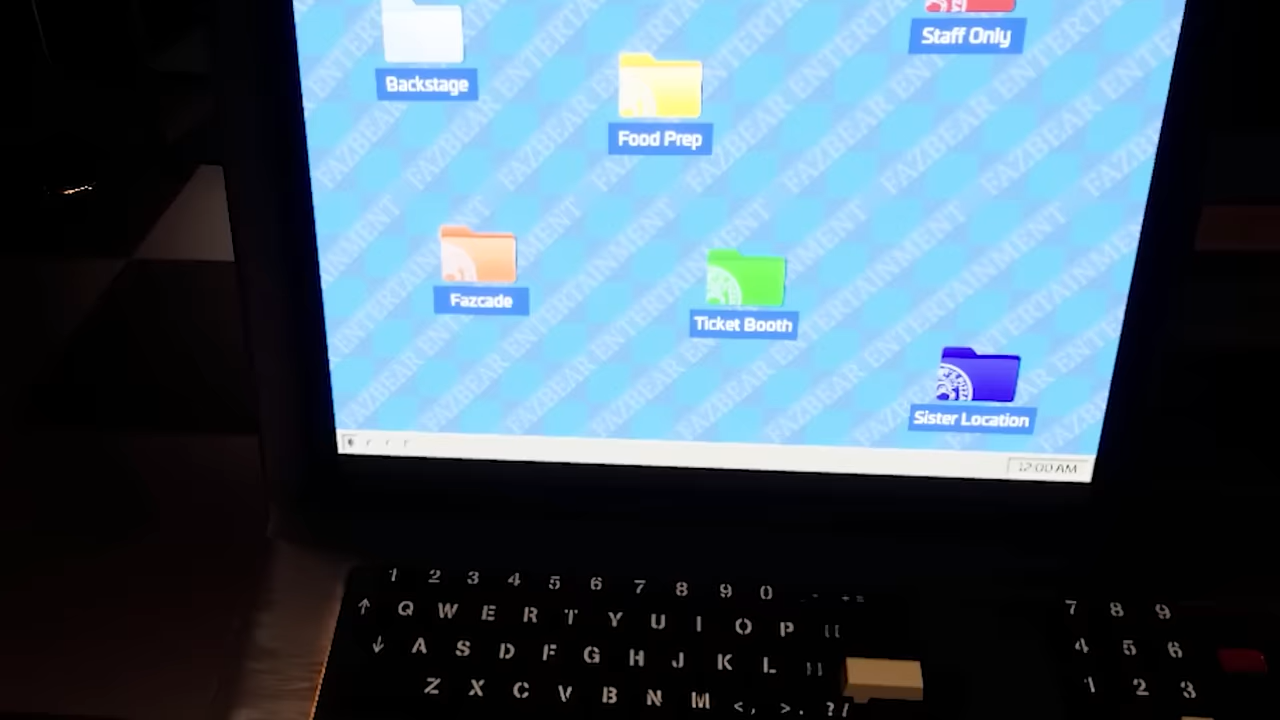 Staff Only
Backstage
Food Prep
Fazcade
Ticket Booth
Sister Location
FAZBEAR ENTERTAINMENT
12:00 AM
1 2 3 4 5 6 7 8 9 0
Q W E R T Y U I O P [[
A S D F G H J K L ]]
Z X C V B N M < , > . ? /
7 8 9
4 5 6
1 2 3